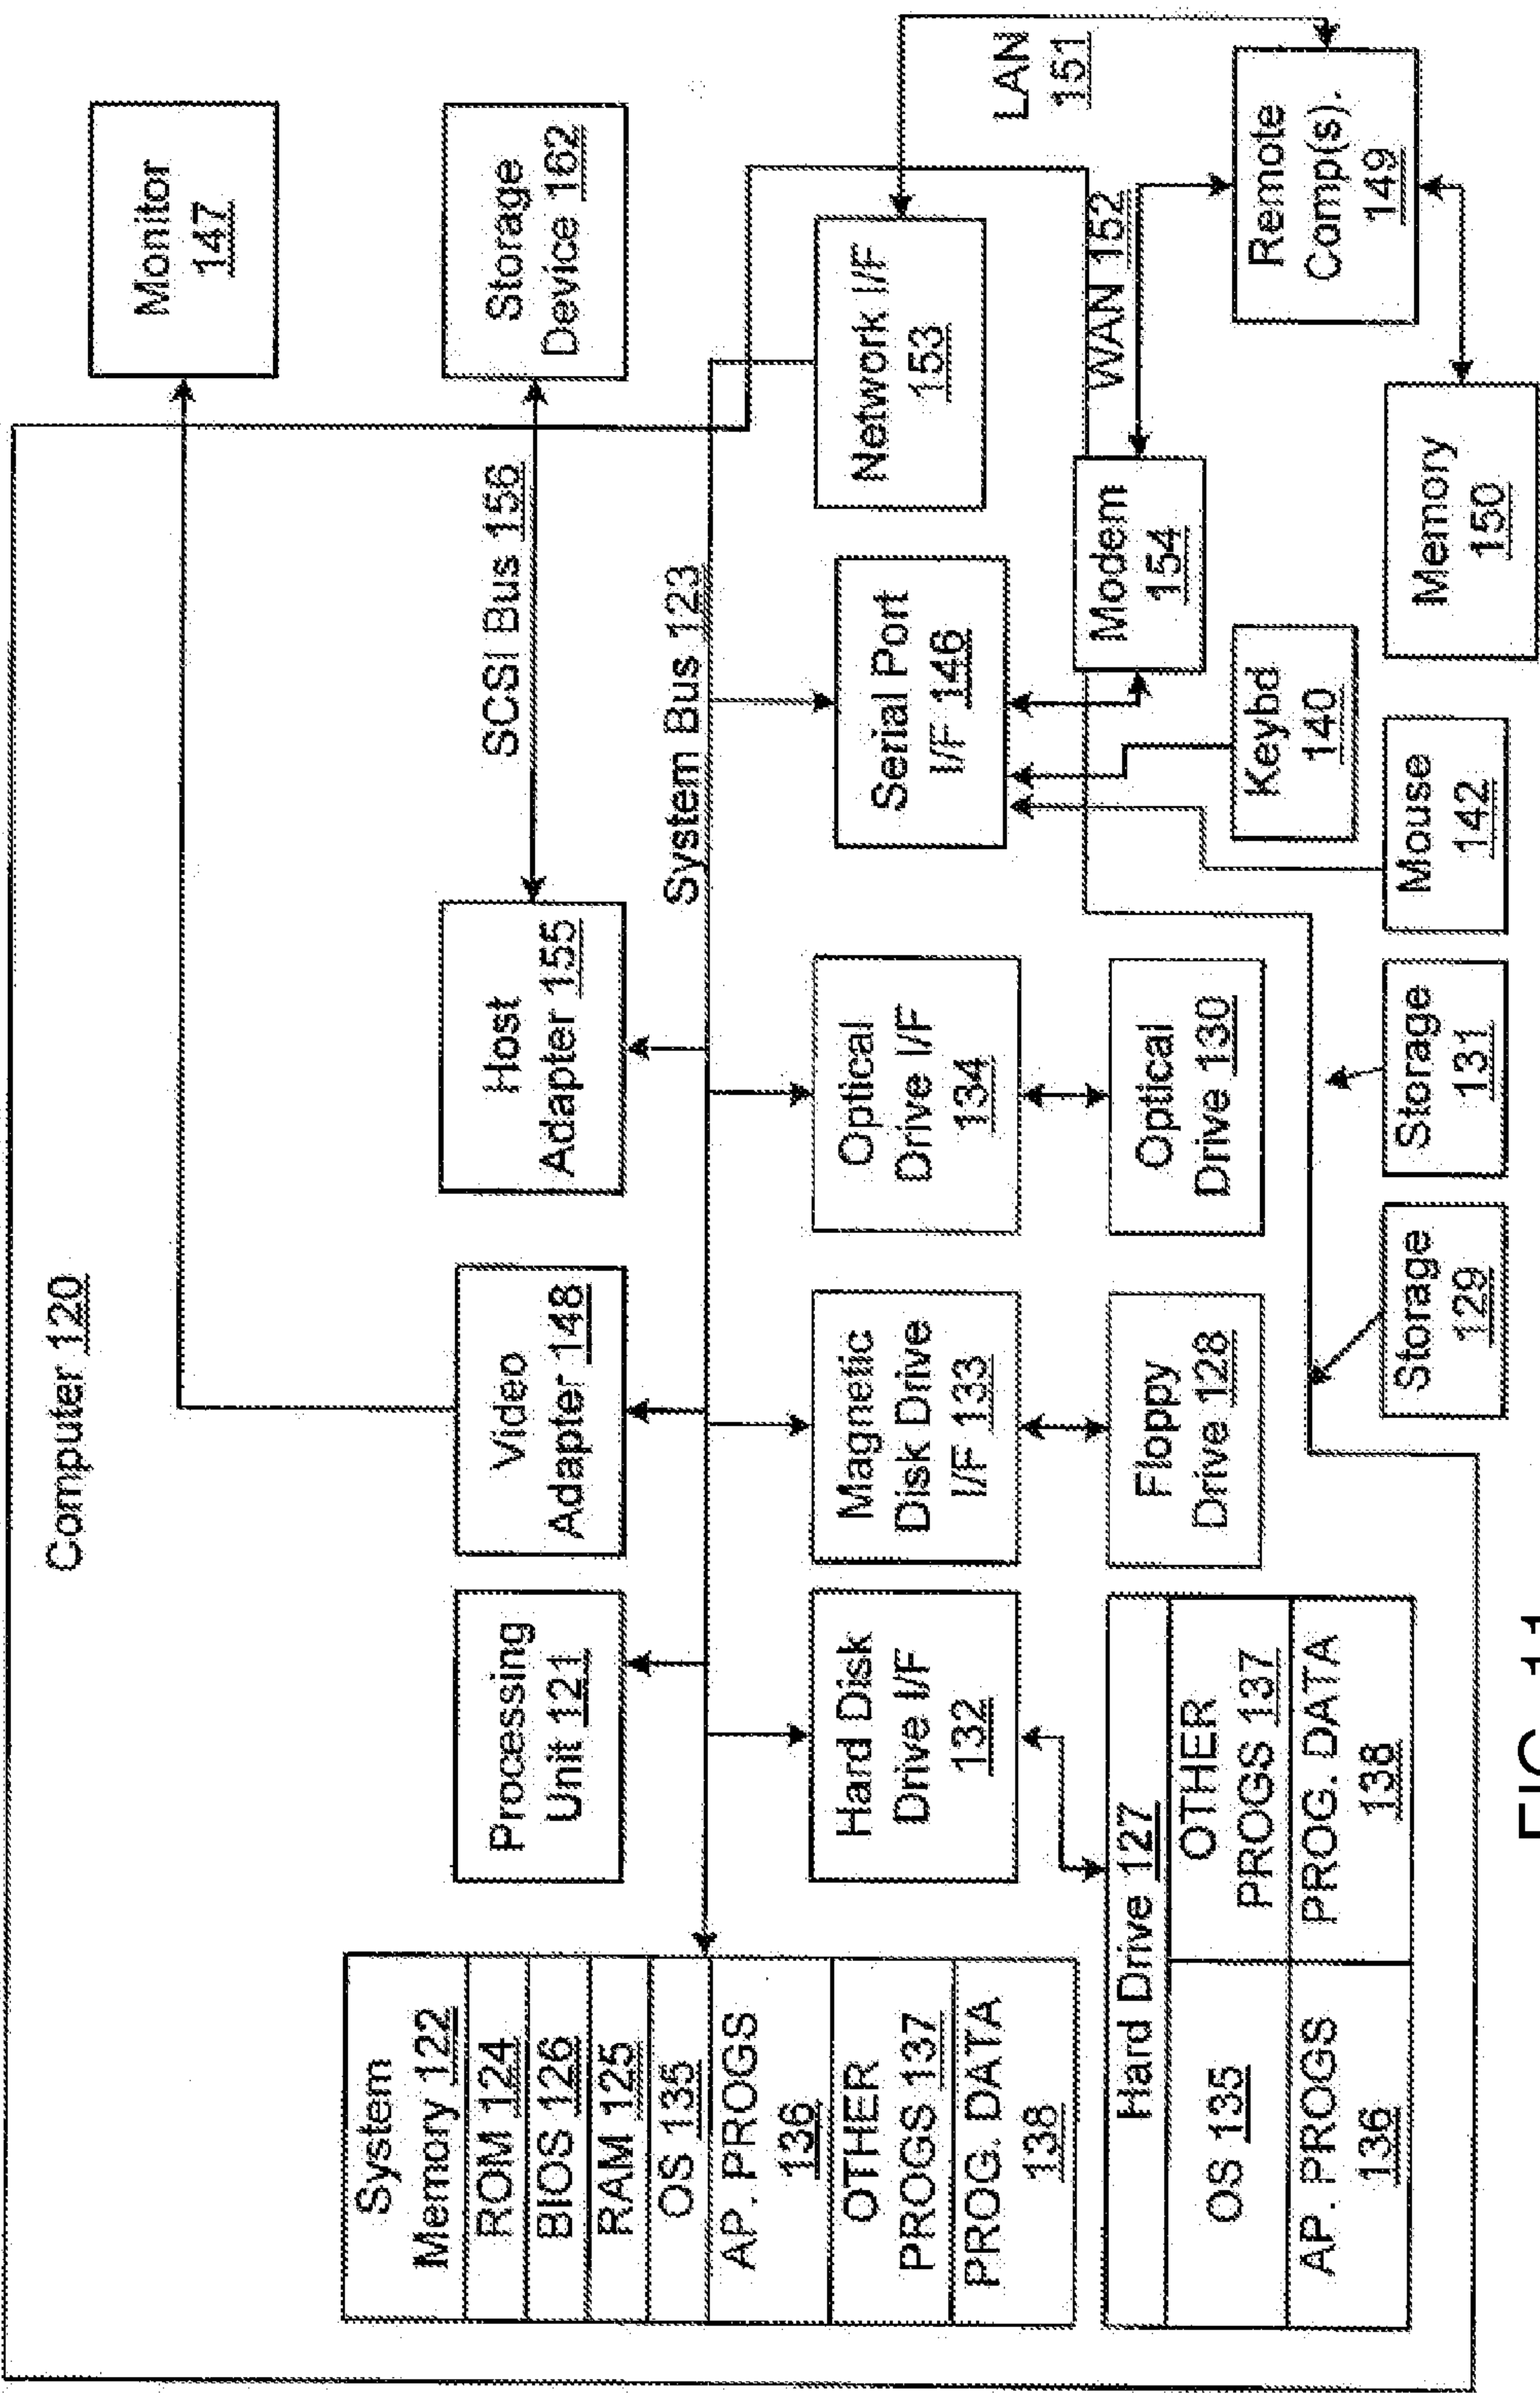 Computer 120
Monitor
147
System
Memory 122
ROM 124
BIOS 126
RAM 125
OS 135
AP. PROGS
136
OTHER
PROGS 137
PROG. DATA
138
Processing
Unit 121
Video
Adapter 148
Host
Adapter 155
SCSI Bus 156
Storage
Device 162
System Bus 123
Hard Disk
Drive I/F
132
Magnetic
Disk Drive
I/F 133
Optical
Drive I/F
134
Serial Port
I/F 146
Network I/F
153
LAN
151
Hard Drive 127
OS 135
OTHER
PROGS 137
AP. PROGS
136
PROG. DATA
138
Floppy
Drive 128
Optical
Drive 130
Modem
154
WAN 152
Storage
129
Storage
131
Mouse
142
Keybd
140
Memory
150
Remote
Comp(s).
149
FIG. 11